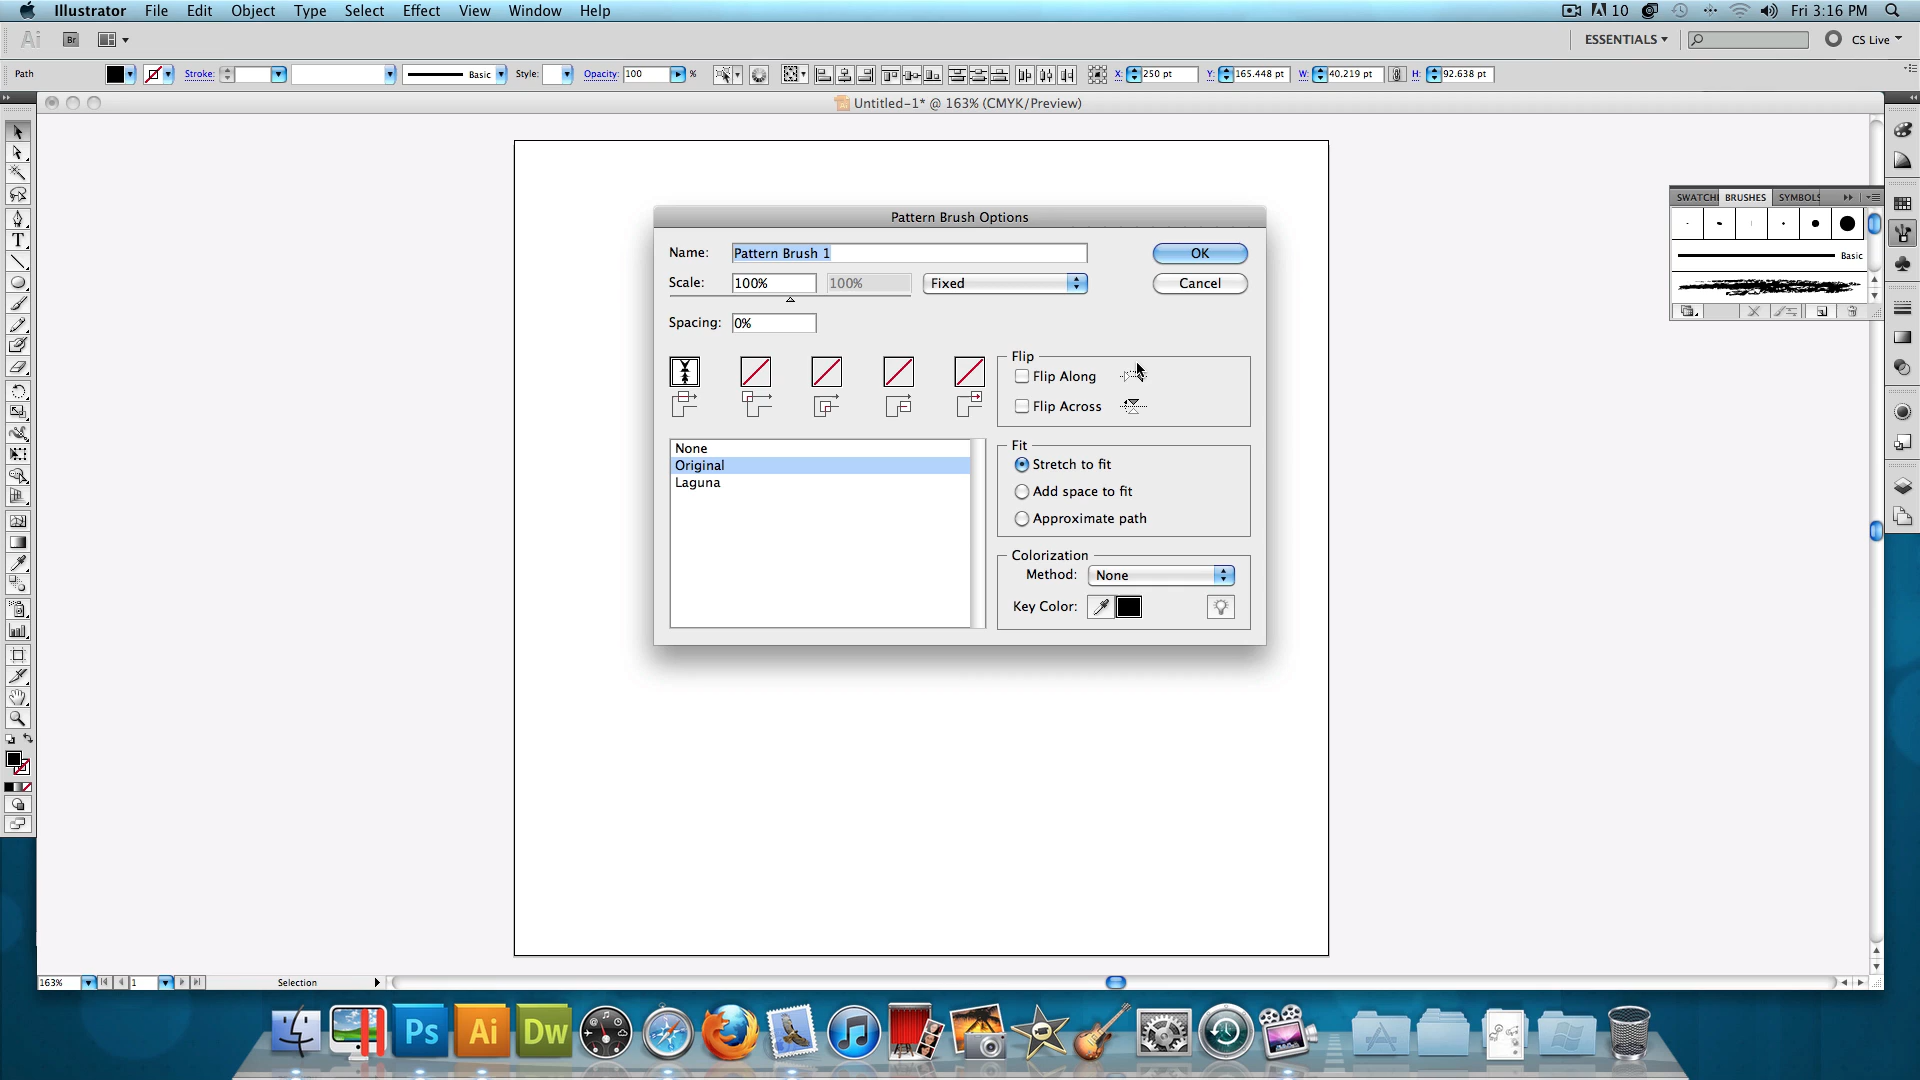 Illustrator File Edit Object Type Select Effect View Window Help
10 Fri 3:16 PM
Ai Br ESSENTIALS CS Live
Path Stroke: Basic Style: Opacity: 100 % X: 250 pt Y: 165.448 pt W: 40.219 pt H: 92.638 pt
Untitled-1* @ 163% (CMYK/Preview)
SWATCH BRUSHES SYMBOLS
Basic
Pattern Brush Options
Name: Pattern Brush 1 OK
Scale: 100% 100% Fixed Cancel
Spacing: 0%
Flip
Flip Along
Flip Across
None
Original
Laguna
Fit
Stretch to fit
Add space to fit
Approximate path
Colorization
Method: None
Key Color:
T
163% 1 Selection
Ps Ai Dw